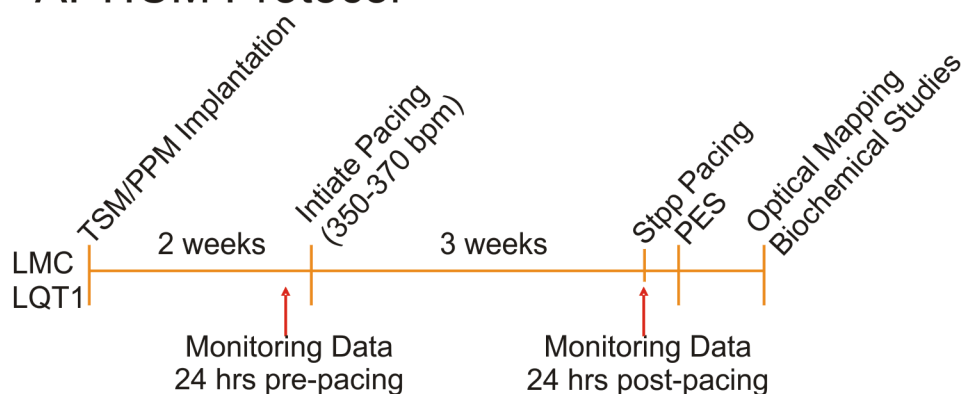 TSM/PPM Implantation
Intiate Pacing
(350-370 bpm)
Stpp Pacing
PES
Optical Mapping
Biochemical Studies
2 weeks
3 weeks
LMC
LQT1
Monitoring Data
24 hrs pre-pacing
Monitoring Data
24 hrs post-pacing